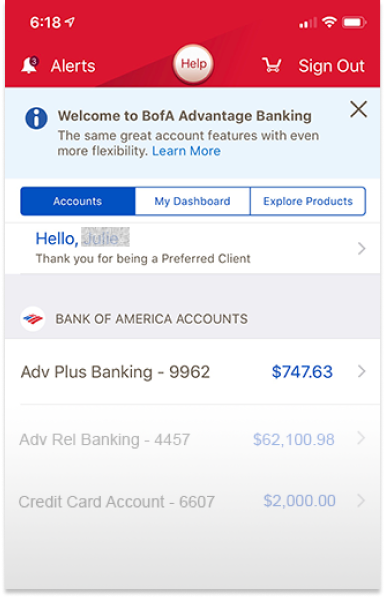 6:18
3
Alerts
Help
Sign Out
Welcome to BofA Advantage Banking
The same great account features with even
more flexibility. Learn More
Accounts
My Dashboard
Explore Products
Hello,
Thank you for being a Preferred Client
BANK OF AMERICA ACCOUNTS
Adv Plus Banking - 9962 $747.63
Adv Rel Banking - 4457 $62,100.98
Credit Card Account - 6607 $2,000.00